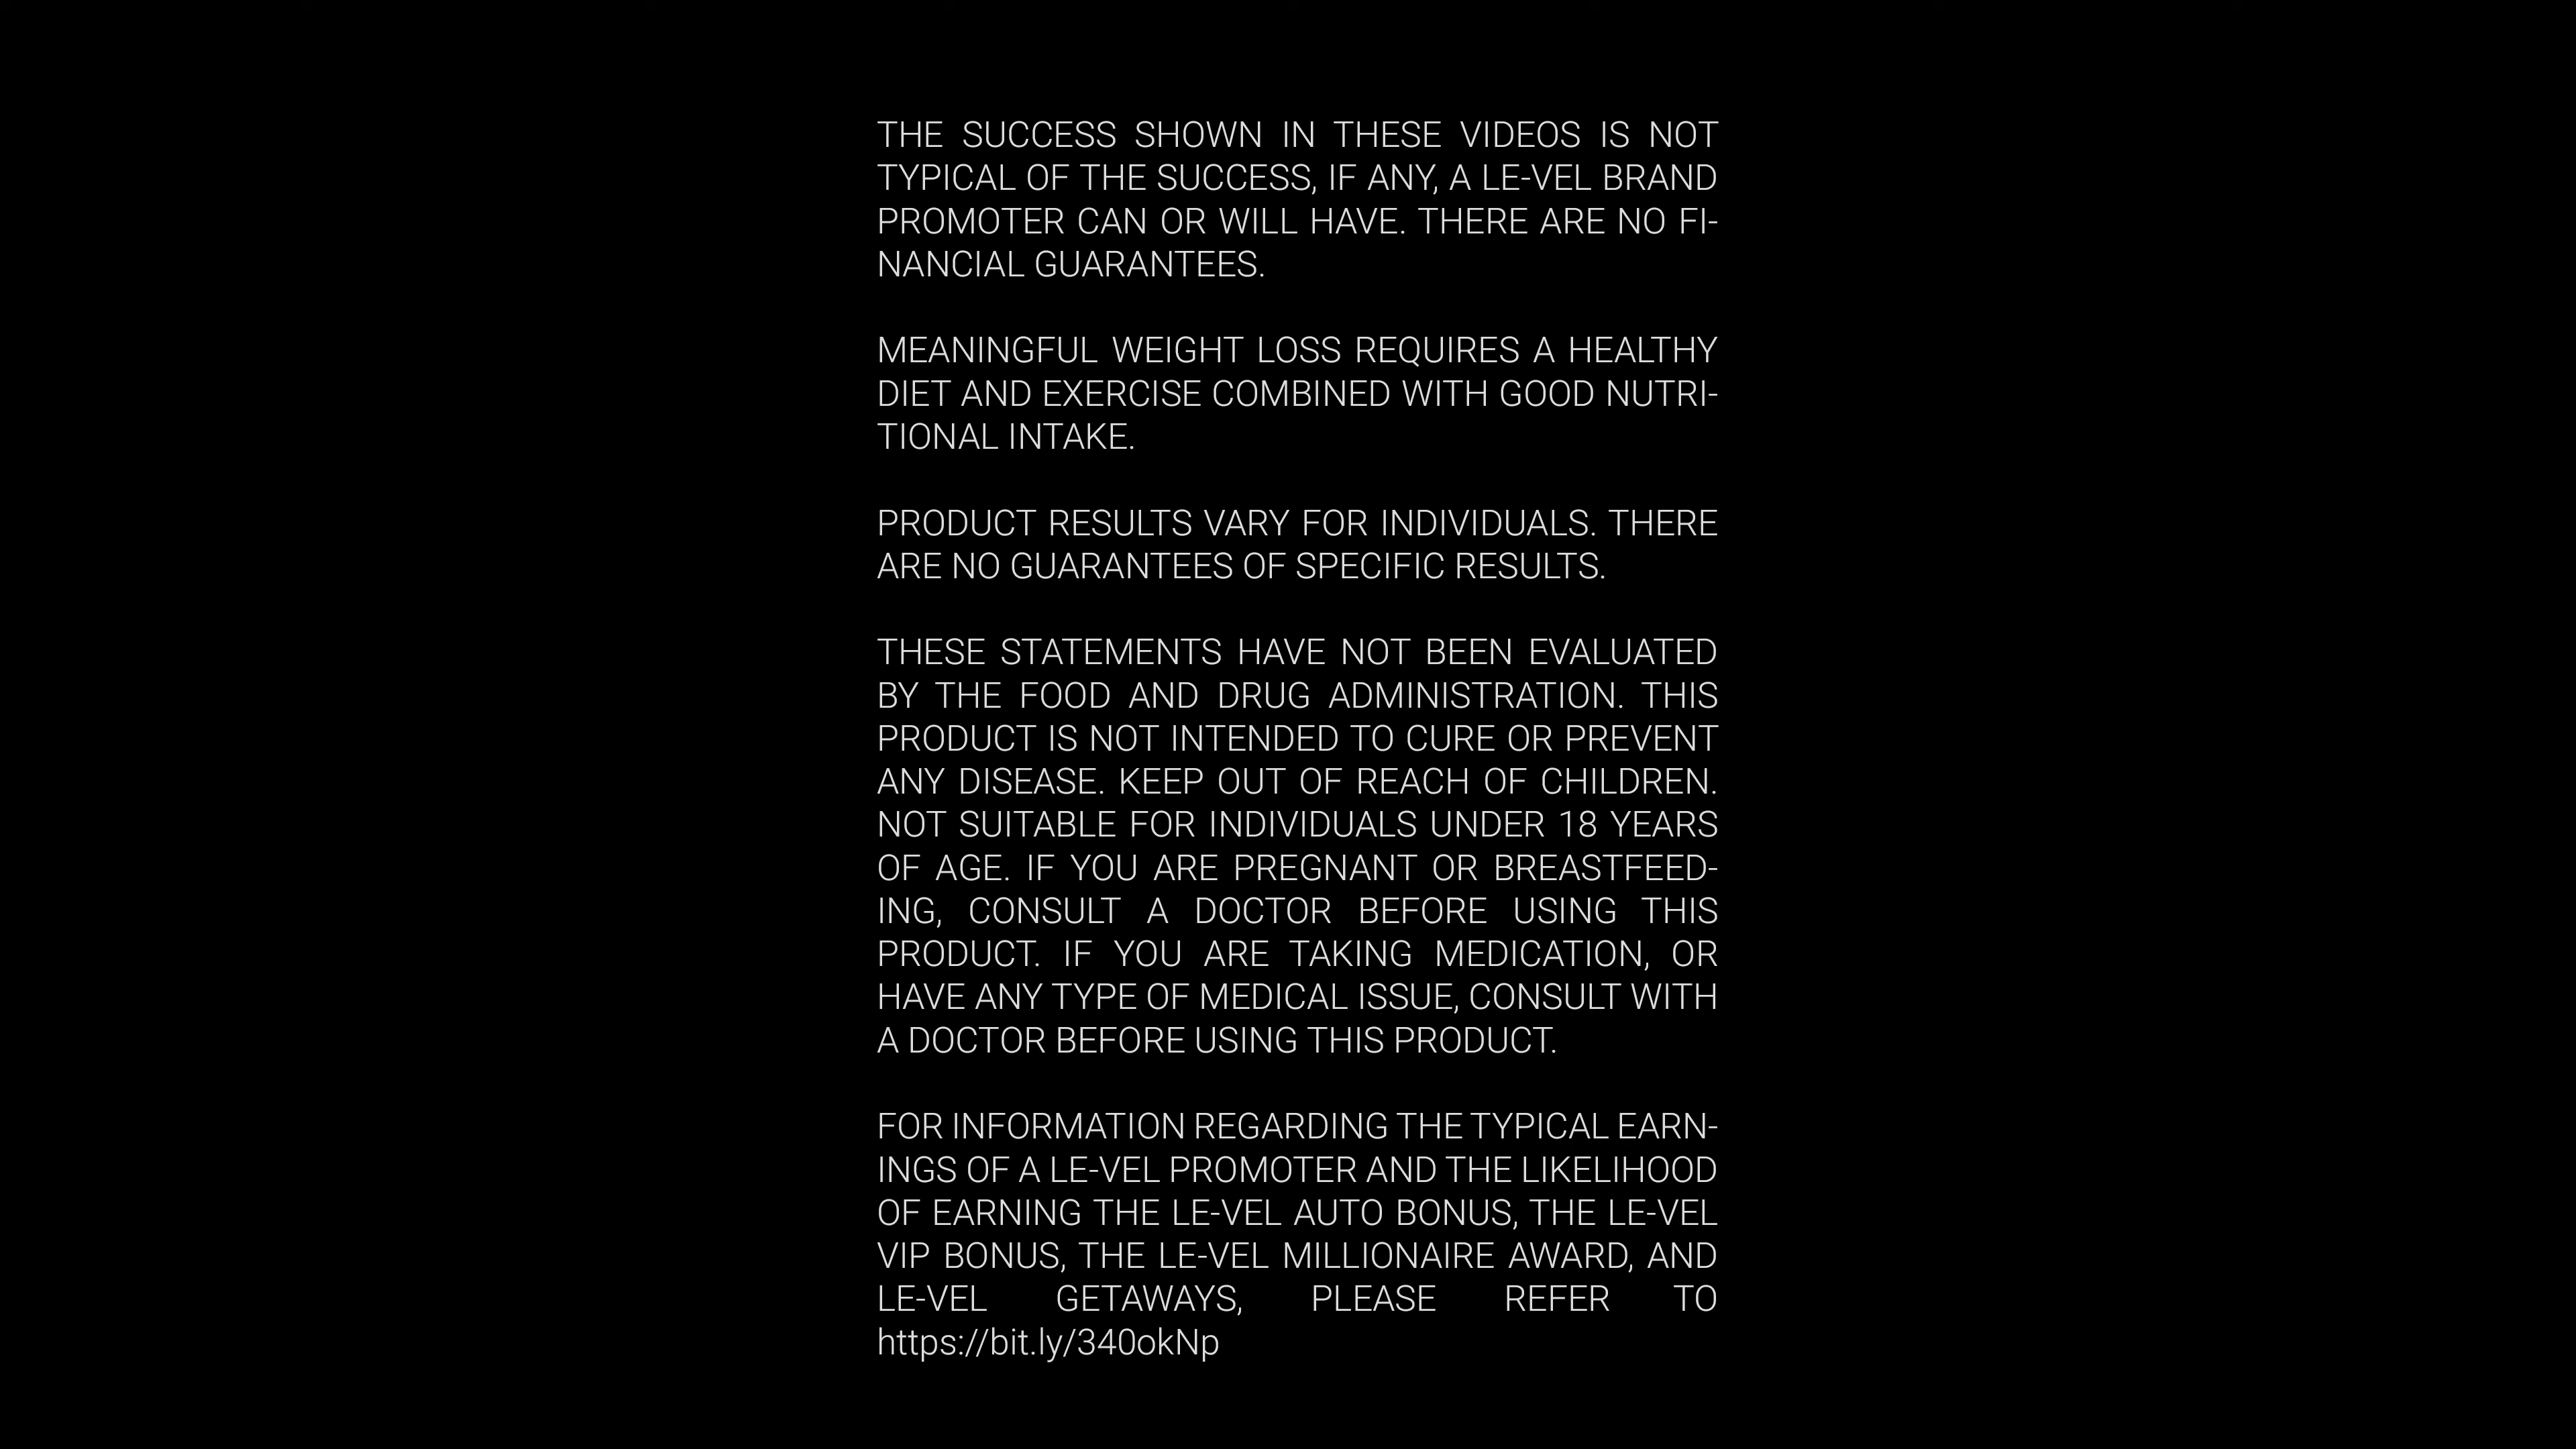 THE SUCCESS SHOWN IN THESE VIDEOS IS NOT
TYPICAL OF THE SUCCESS, IF ANY, A LE-VEL BRAND
PROMOTER CAN OR WILL HAVE. THERE ARE NO FI-
NANCIAL GUARANTEES.
MEANINGFUL WEIGHT LOSS REQUIRES A HEALTHY
DIET AND EXERCISE COMBINED WITH GOOD NUTRI-
TIONAL INTAKE.
PRODUCT RESULTS VARY FOR INDIVIDUALS. THERE
ARE NO GUARANTEES OF SPECIFIC RESULTS.
THESE STATEMENTS HAVE NOT BEEN EVALUATED
BY THE FOOD AND DRUG ADMINISTRATION. THIS
PRODUCT IS NOT INTENDED TO CURE OR PREVENT
ANY DISEASE. KEEP OUT OF REACH OF CHILDREN.
NOT SUITABLE FOR INDIVIDUALS UNDER 18 YEARS
OF AGE. IF YOU ARE PREGNANT OR BREASTFEED-
ING, CONSULT A DOCTOR BEFORE USING THIS
PRODUCT. IF YOU ARE TAKING MEDICATION, OR
HAVE ANY TYPE OF MEDICAL ISSUE, CONSULT WITH
A DOCTOR BEFORE USING THIS PRODUCT.
FOR INFORMATION REGARDING THE TYPICAL EARN-
INGS OF A LE-VEL PROMOTER AND THE LIKELIHOOD
OF EARNING THE LE-VEL AUTO BONUS, THE LE-VEL
VIP BONUS, THE LE-VEL MILLIONAIRE AWARD, AND
LE-VEL GETAWAYS, PLEASE REFER TO
https://bit.ly/340okNp